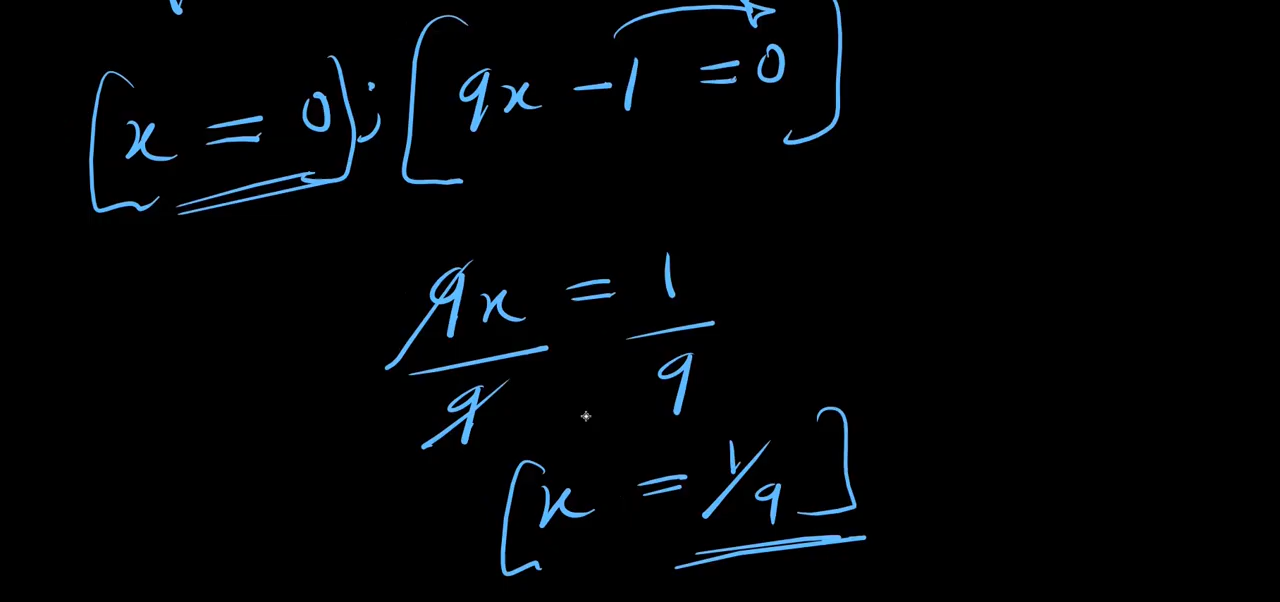 [x = 0]; [9x - 1 = 0]
9x/9 = 1/9
[x = 1/9]